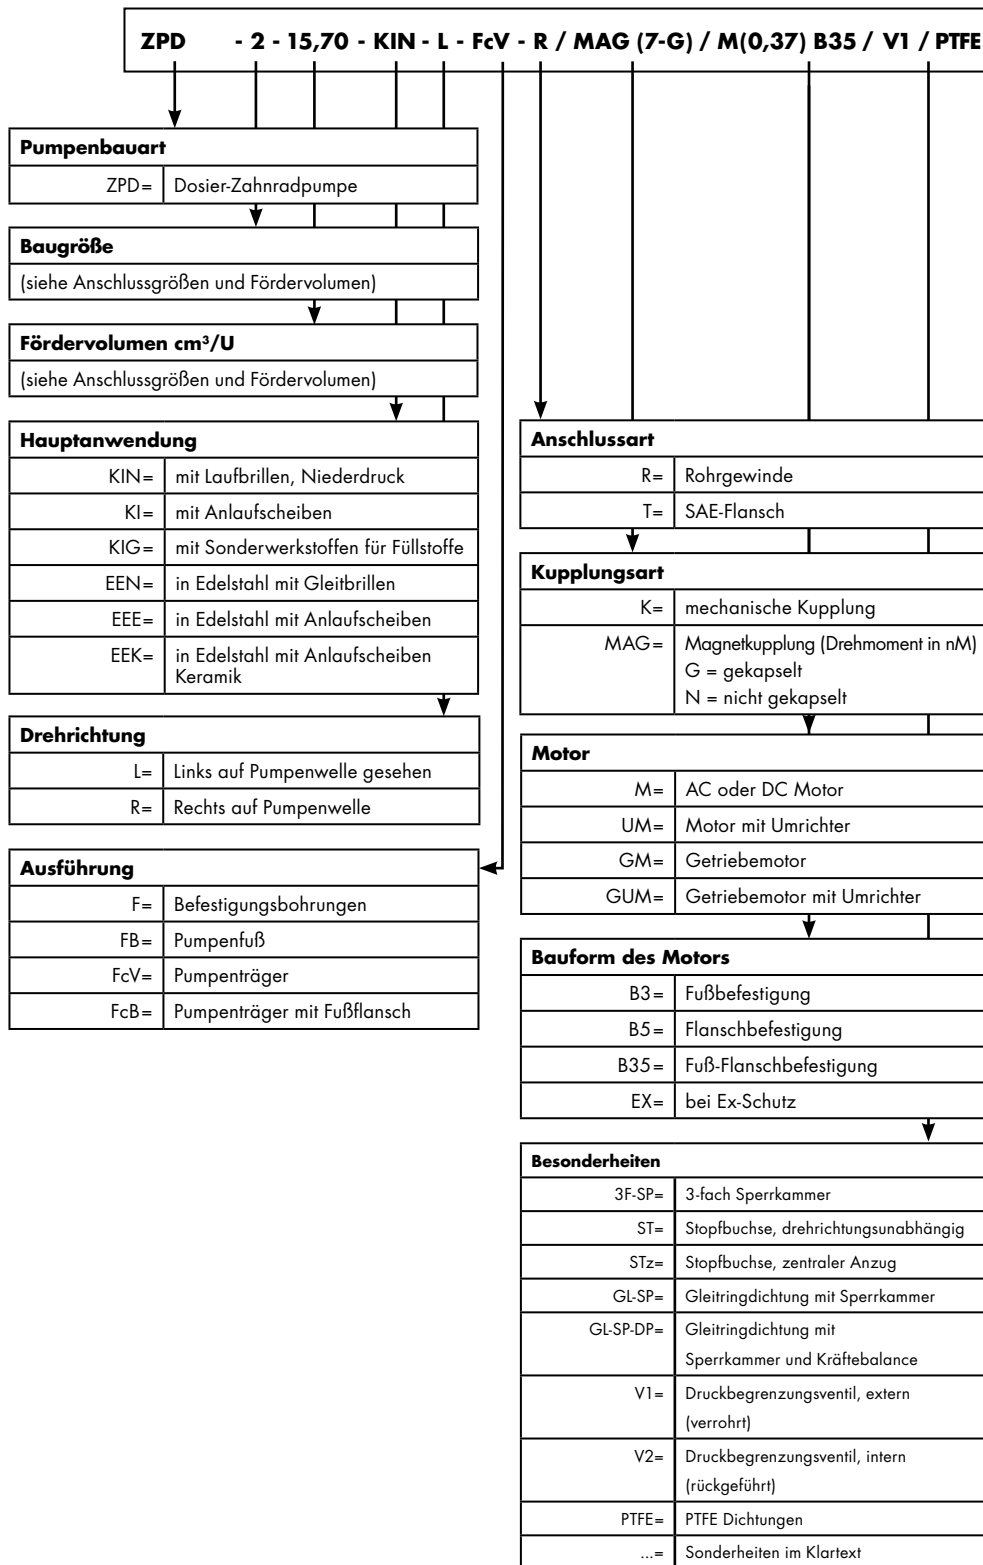 ZPD - 2 - 15,70 - KIN - L - FcV - R / MAG (7-G) / M(0,37) B35 / V1 / PTFE
Pumpenbauart
ZPD= Dosier-Zahnradpumpe
Baugröße
(siehe Anschlussgrößen und Fördervolumen)
Fördervolumen cm³/U
(siehe Anschlussgrößen und Fördervolumen)
Hauptanwendung
KIN= mit Laufbrillen, Niederdruck
KI= mit Anlaufscheiben
KIG= mit Sonderwerkstoffen für Füllstoffe
EEN= in Edelstahl mit Gleitbrillen
EEE= in Edelstahl mit Anlaufscheiben
EEK= in Edelstahl mit Anlaufscheiben
Keramik
Drehrichtung
L= Links auf Pumpenwelle gesehen
R= Rechts auf Pumpenwelle
Ausführung
F= Befestigungsbohrungen
FB= Pumpenfuß
FcV= Pumpenträger
FcB= Pumpenträger mit Fußflansch
Anschlussart
R= Rohrgewinde
T= SAE-Flansch
Kupplungsart
K= mechanische Kupplung
MAG= Magnetkupplung (Drehmoment in nM)
G = gekapselt
N = nicht gekapselt
Motor
M= AC oder DC Motor
UM= Motor mit Umrichter
GM= Getriebemotor
GUM= Getriebemotor mit Umrichter
Bauform des Motors
B3= Fußbefestigung
B5= Flanschbefestigung
B35= Fuß-Flanschbefestigung
EX= bei Ex-Schutz
Besonderheiten
3F-SP= 3-fach Sperrkammer
ST= Stopfbuchse, drehrichtungsunabhängig
STz= Stopfbuchse, zentraler Anzug
GL-SP= Gleitringdichtung mit Sperrkammer
GL-SP-DP= Gleitringdichtung mit
Sperrkammer und Kräftebalance
V1= Druckbegrenzungsventil, extern
(verrohrt)
V2= Druckbegrenzungsventil, intern
(rückgeführt)
PTFE= PTFE Dichtungen
...= Sonderheiten im Klartext